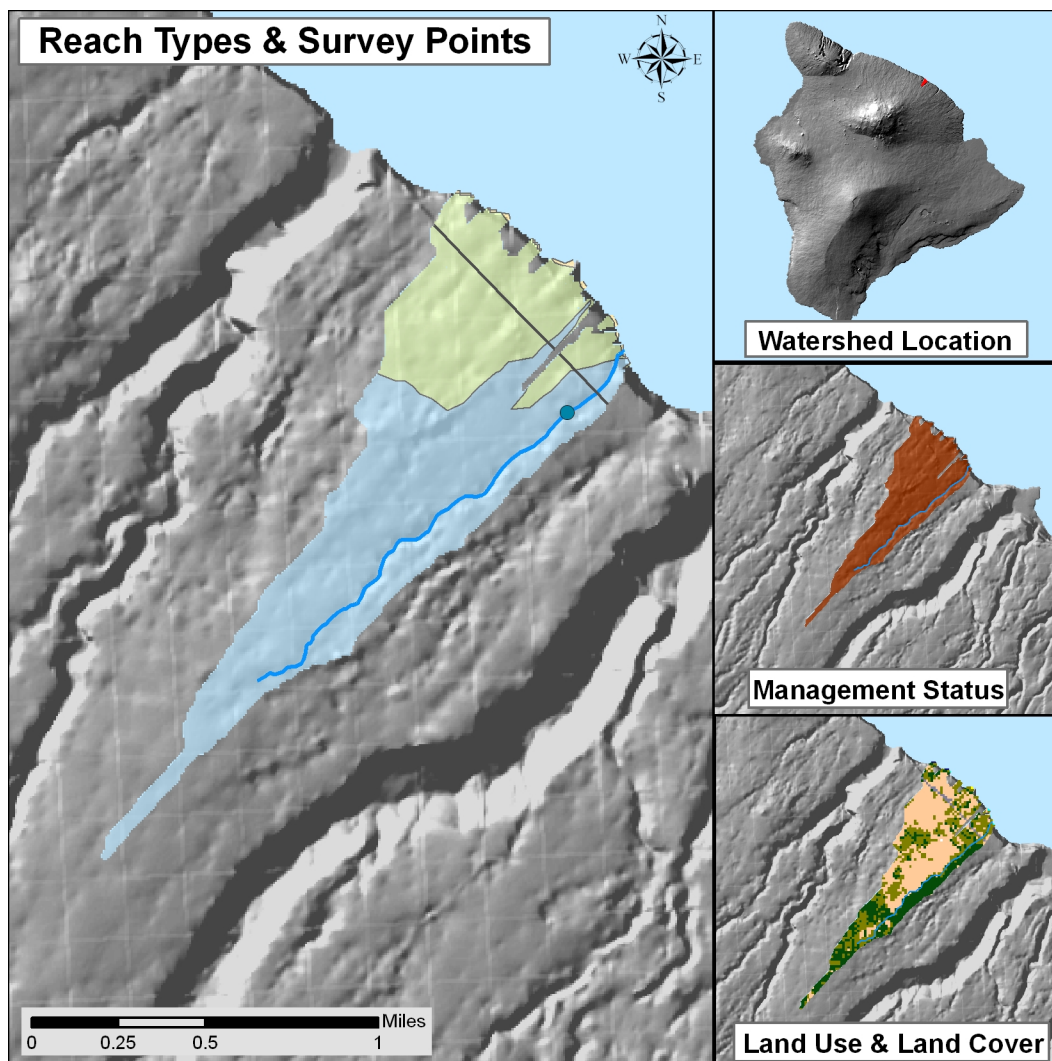 Reach Types & Survey Points
N
W E
S
Watershed Location
Management Status
Land Use & Land Cover
Miles
0 0.25 0.5 1